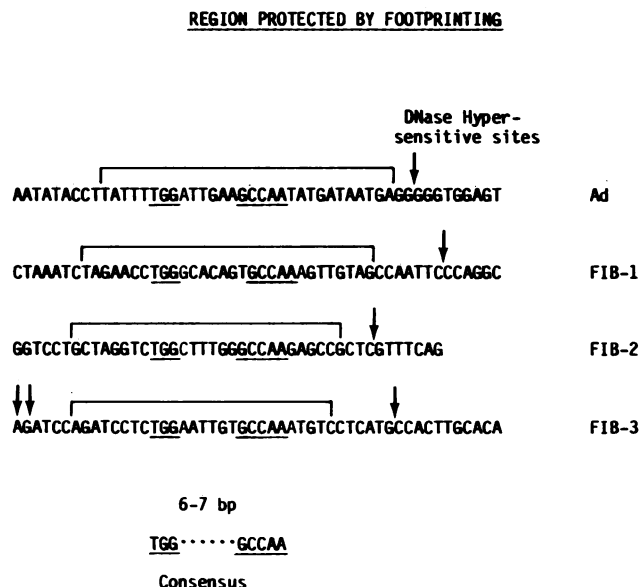 REGION PROTECTED BY FOOTPRINTING
DNase Hyper-
sensitive sites
AATATACCTTATTTTGGATTGAAGCCAATATGATAATGAGGGGGTGGAGT Ad
CTAAATCTAGAACCTGGGCACAGTGCCAAAGTTGTAGCCAATTCCCAGGC FIB-1
GGTCCTGCTAGGTCTGGCTTTGGGCCAAGAGCCGCTCGTTTCAG FIB-2
AGATCCAGATCCTCTGGAATTGTGCCAAATGTCCTCATGCCACTTGCACA FIB-3
6-7 bp
TGG······GCCAA
Consensus